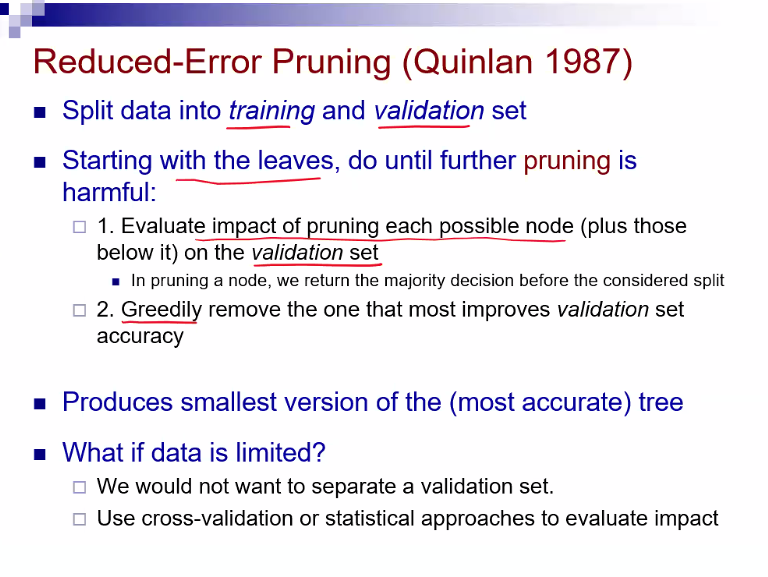 Reduced-Error Pruning (Quinlan 1987)
Split data into training and validation set
Starting with the leaves, do until further pruning is
harmful:
1. Evaluate impact of pruning each possible node (plus those
below it) on the validation set
In pruning a node, we return the majority decision before the considered split
2. Greedily remove the one that most improves validation set
accuracy
Produces smallest version of the (most accurate) tree
What if data is limited?
We would not want to separate a validation set.
Use cross-validation or statistical approaches to evaluate impact